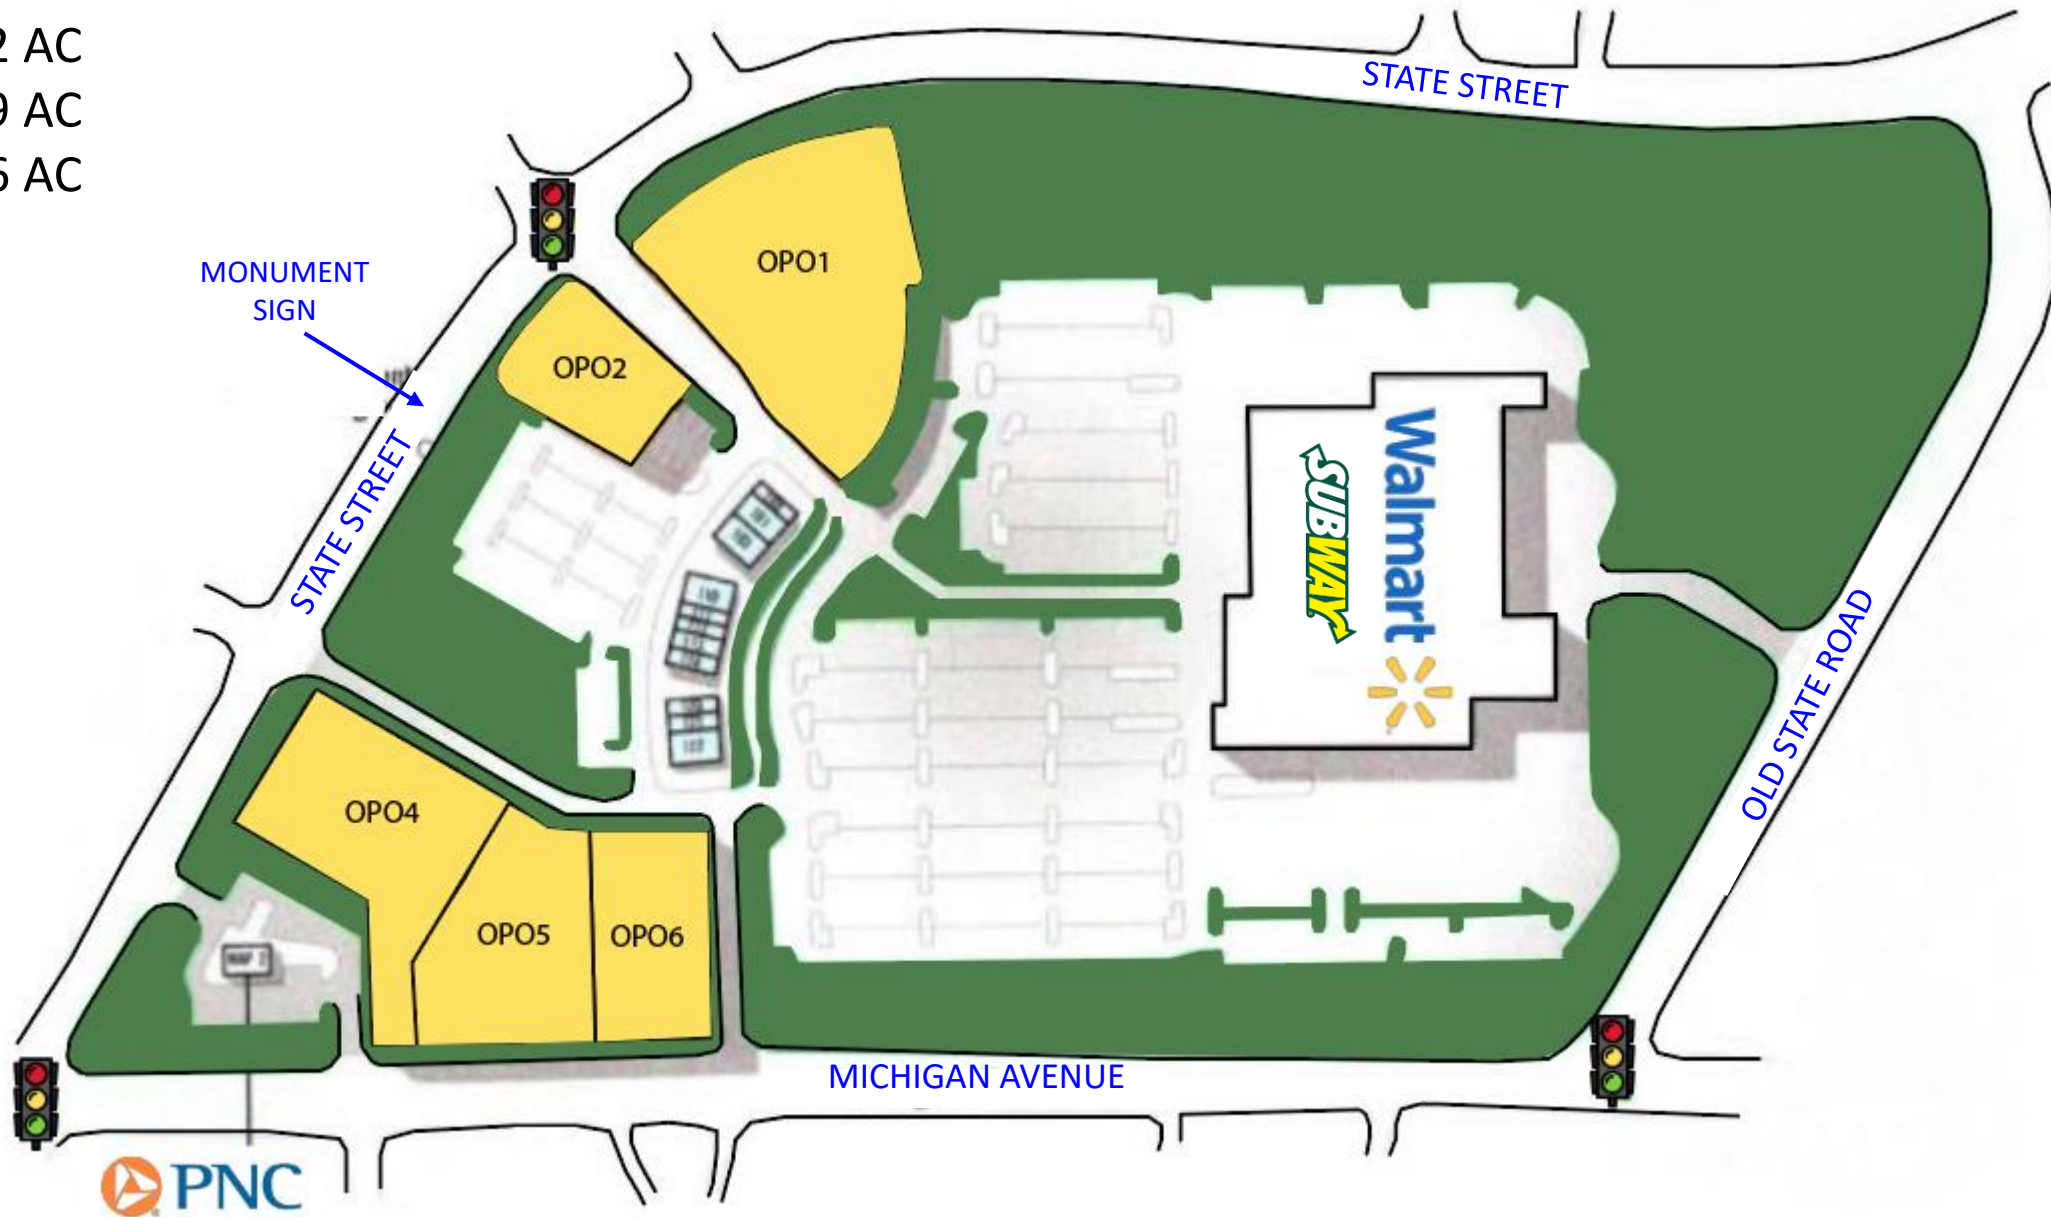 2 AC
9 AC
6 AC
STATE STREET
MONUMENT
SIGN
OPO1
OPO2
STATE STREET
Walmart
SUBWAY
OLD STATE ROAD
OPO4
OPO5
OPO6
MICHIGAN AVENUE
PNC